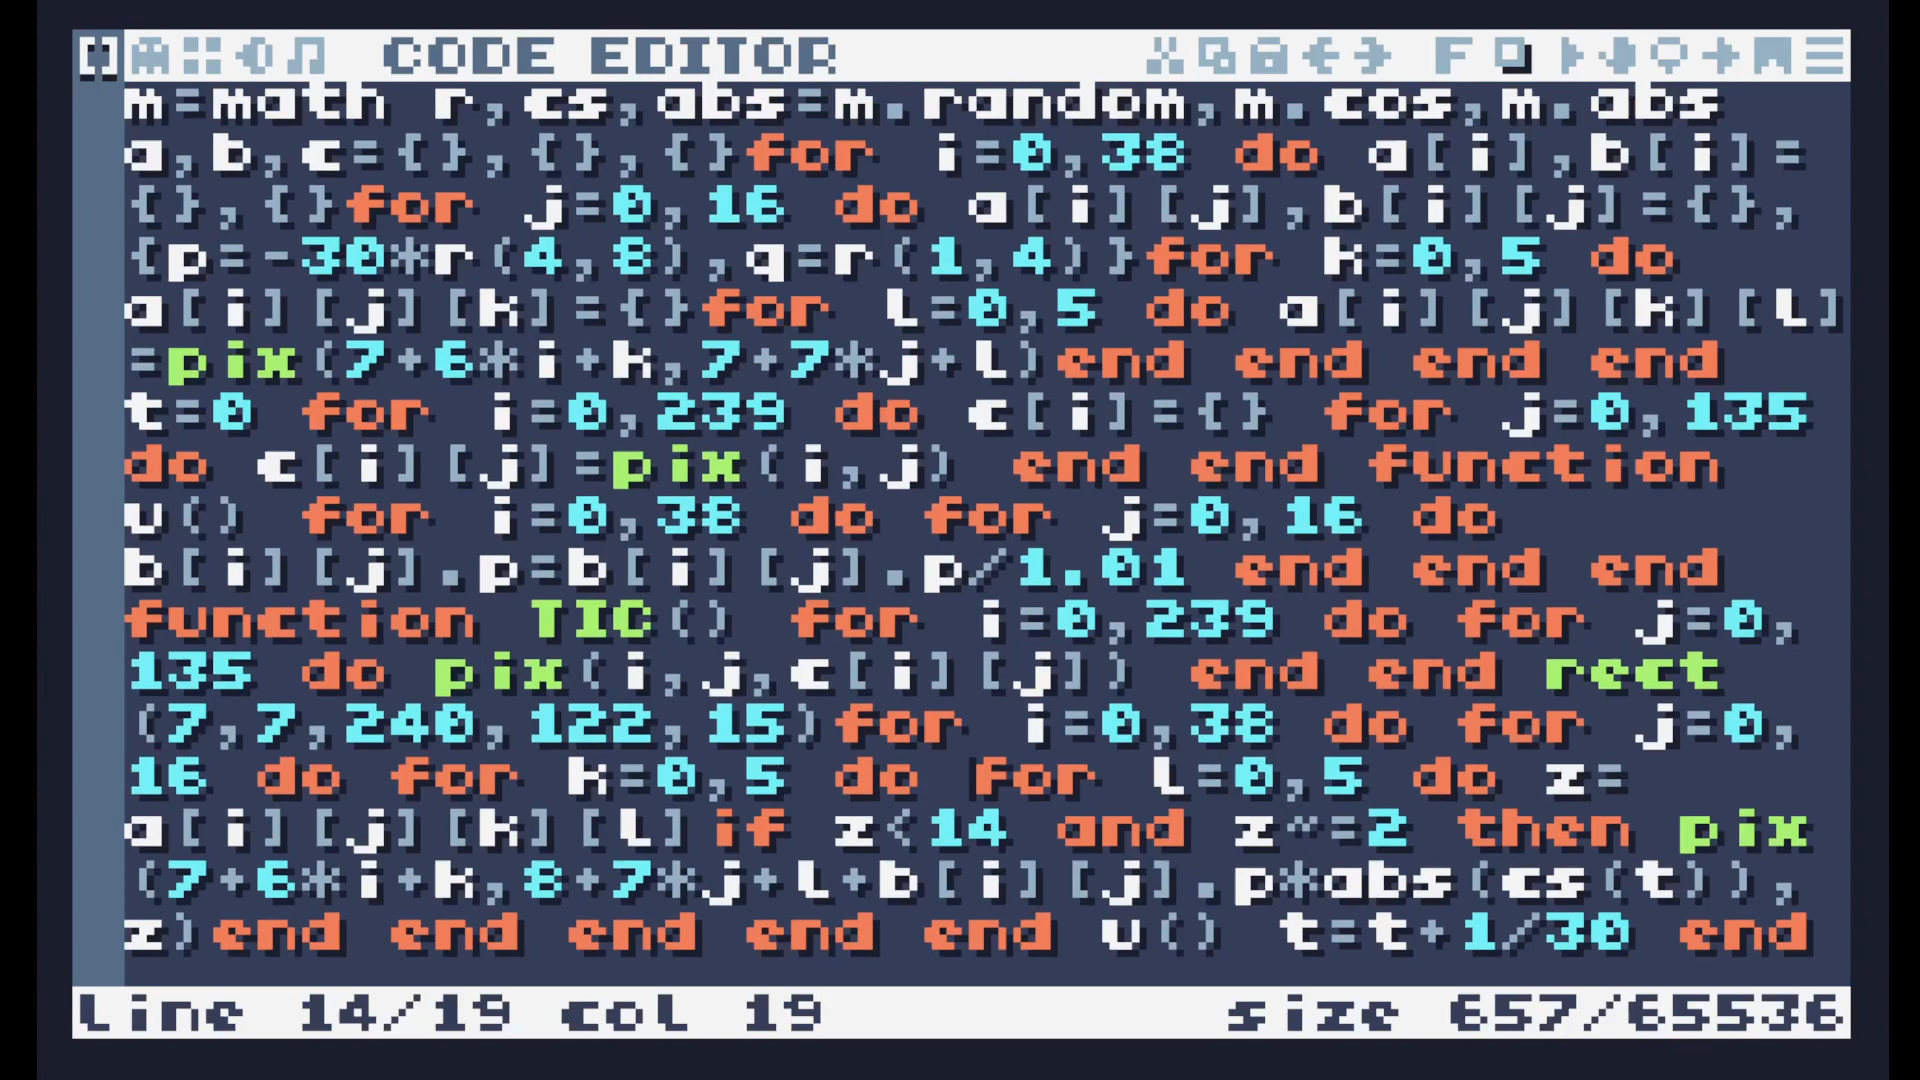 CODE EDITOR F
m=math r,cs,abs=m.random,m.cos,m.abs
a,b,c={},{},{}for i=0,38 do a[i],b[i]=
{},{}for j=0,16 do a[i][j],b[i][j]={},
{p=-30*r(4,8),q=r(1,4)}for k=0,5 do
a[i][j][k]={}for l=0,5 do a[i][j][k][l]
=pix(7+6*i+k,7+7*j+l)end end end end
t=0 for i=0,239 do c[i]={} for j=0,135
do c[i][j]=pix(i,j) end end function
u() for i=0,38 do for j=0,16 do
b[i][j].p=b[i][j].p/1.01 end end end
function TIC() for i=0,239 do for j=0,
135 do pix(i,j,c[i][j]) end end rect
(7,7,240,122,15)for i=0,38 do for j=0,
16 do for k=0,5 do for l=0,5 do z=
a[i][j][k][l]if z<14 and z~=2 then pix
(7+6*i+k,8+7*j+l+b[i][j].p*abs(cs(t)),
z)end end end end end u() t=t+1/30 end
line 14/19 col 19 size 657/65536